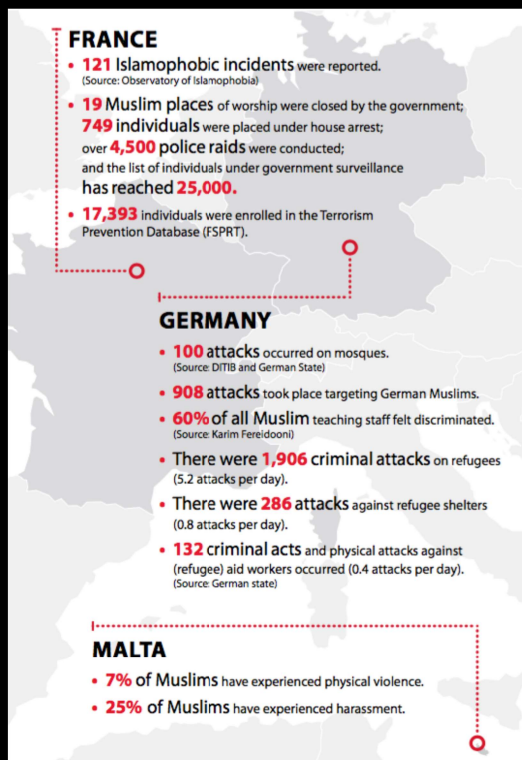 FRANCE
• 121 Islamophobic incidents were reported.
(Source: Observatory of Islamophobia)
• 19 Muslim places of worship were closed by the government;
749 individuals were placed under house arrest;
over 4,500 police raids were conducted;
and the list of individuals under government surveillance
has reached 25,000.
• 17,393 individuals were enrolled in the Terrorism
Prevention Database (FSPRT).
GERMANY
• 100 attacks occurred on mosques.
(Source: DITIB and German State)
• 908 attacks took place targeting German Muslims.
• 60% of all Muslim teaching staff felt discriminated.
(Source: Karim Fereidooni)
• There were 1,906 criminal attacks on refugees
(5.2 attacks per day).
• There were 286 attacks against refugee shelters
(0.8 attacks per day).
• 132 criminal acts and physical attacks against
(refugee) aid workers occurred (0.4 attacks per day).
(Source: German state)
MALTA
• 7% of Muslims have experienced physical violence.
• 25% of Muslims have experienced harassment.